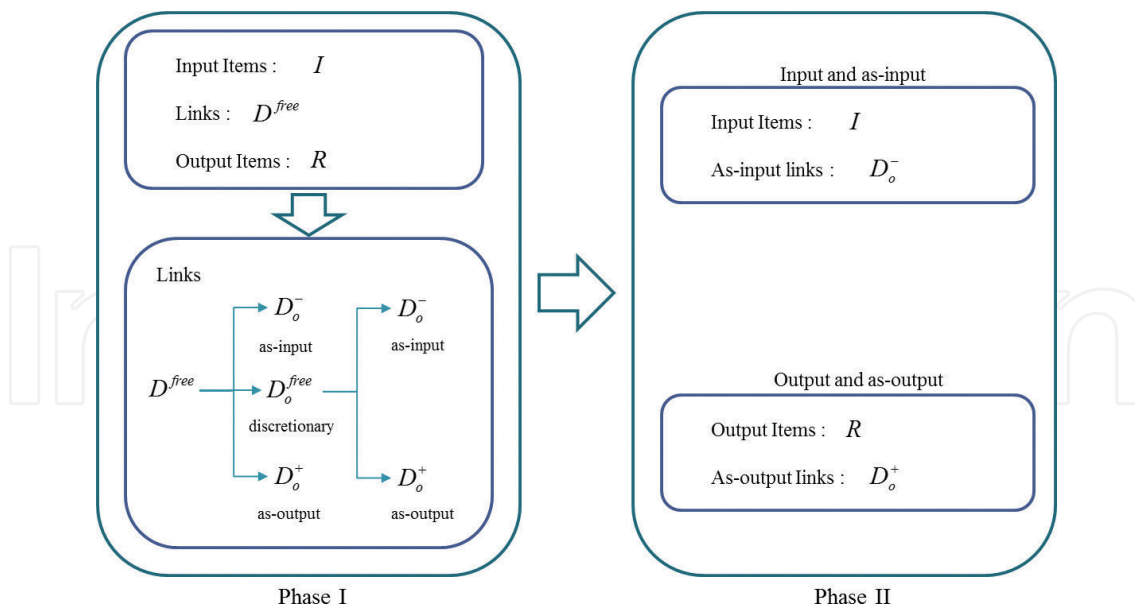 Input Items : I
Links : D^free
Output Items : R
Links
D_o^-
as-input
D_o^-
as-input
D^free
D_o^free
discretionary
D_o^+
as-output
D_o^+
as-output
Phase I
Input and as-input
Input Items : I
As-input links : D_o^-
Output and as-output
Output Items : R
As-output links : D_o^+
Phase II